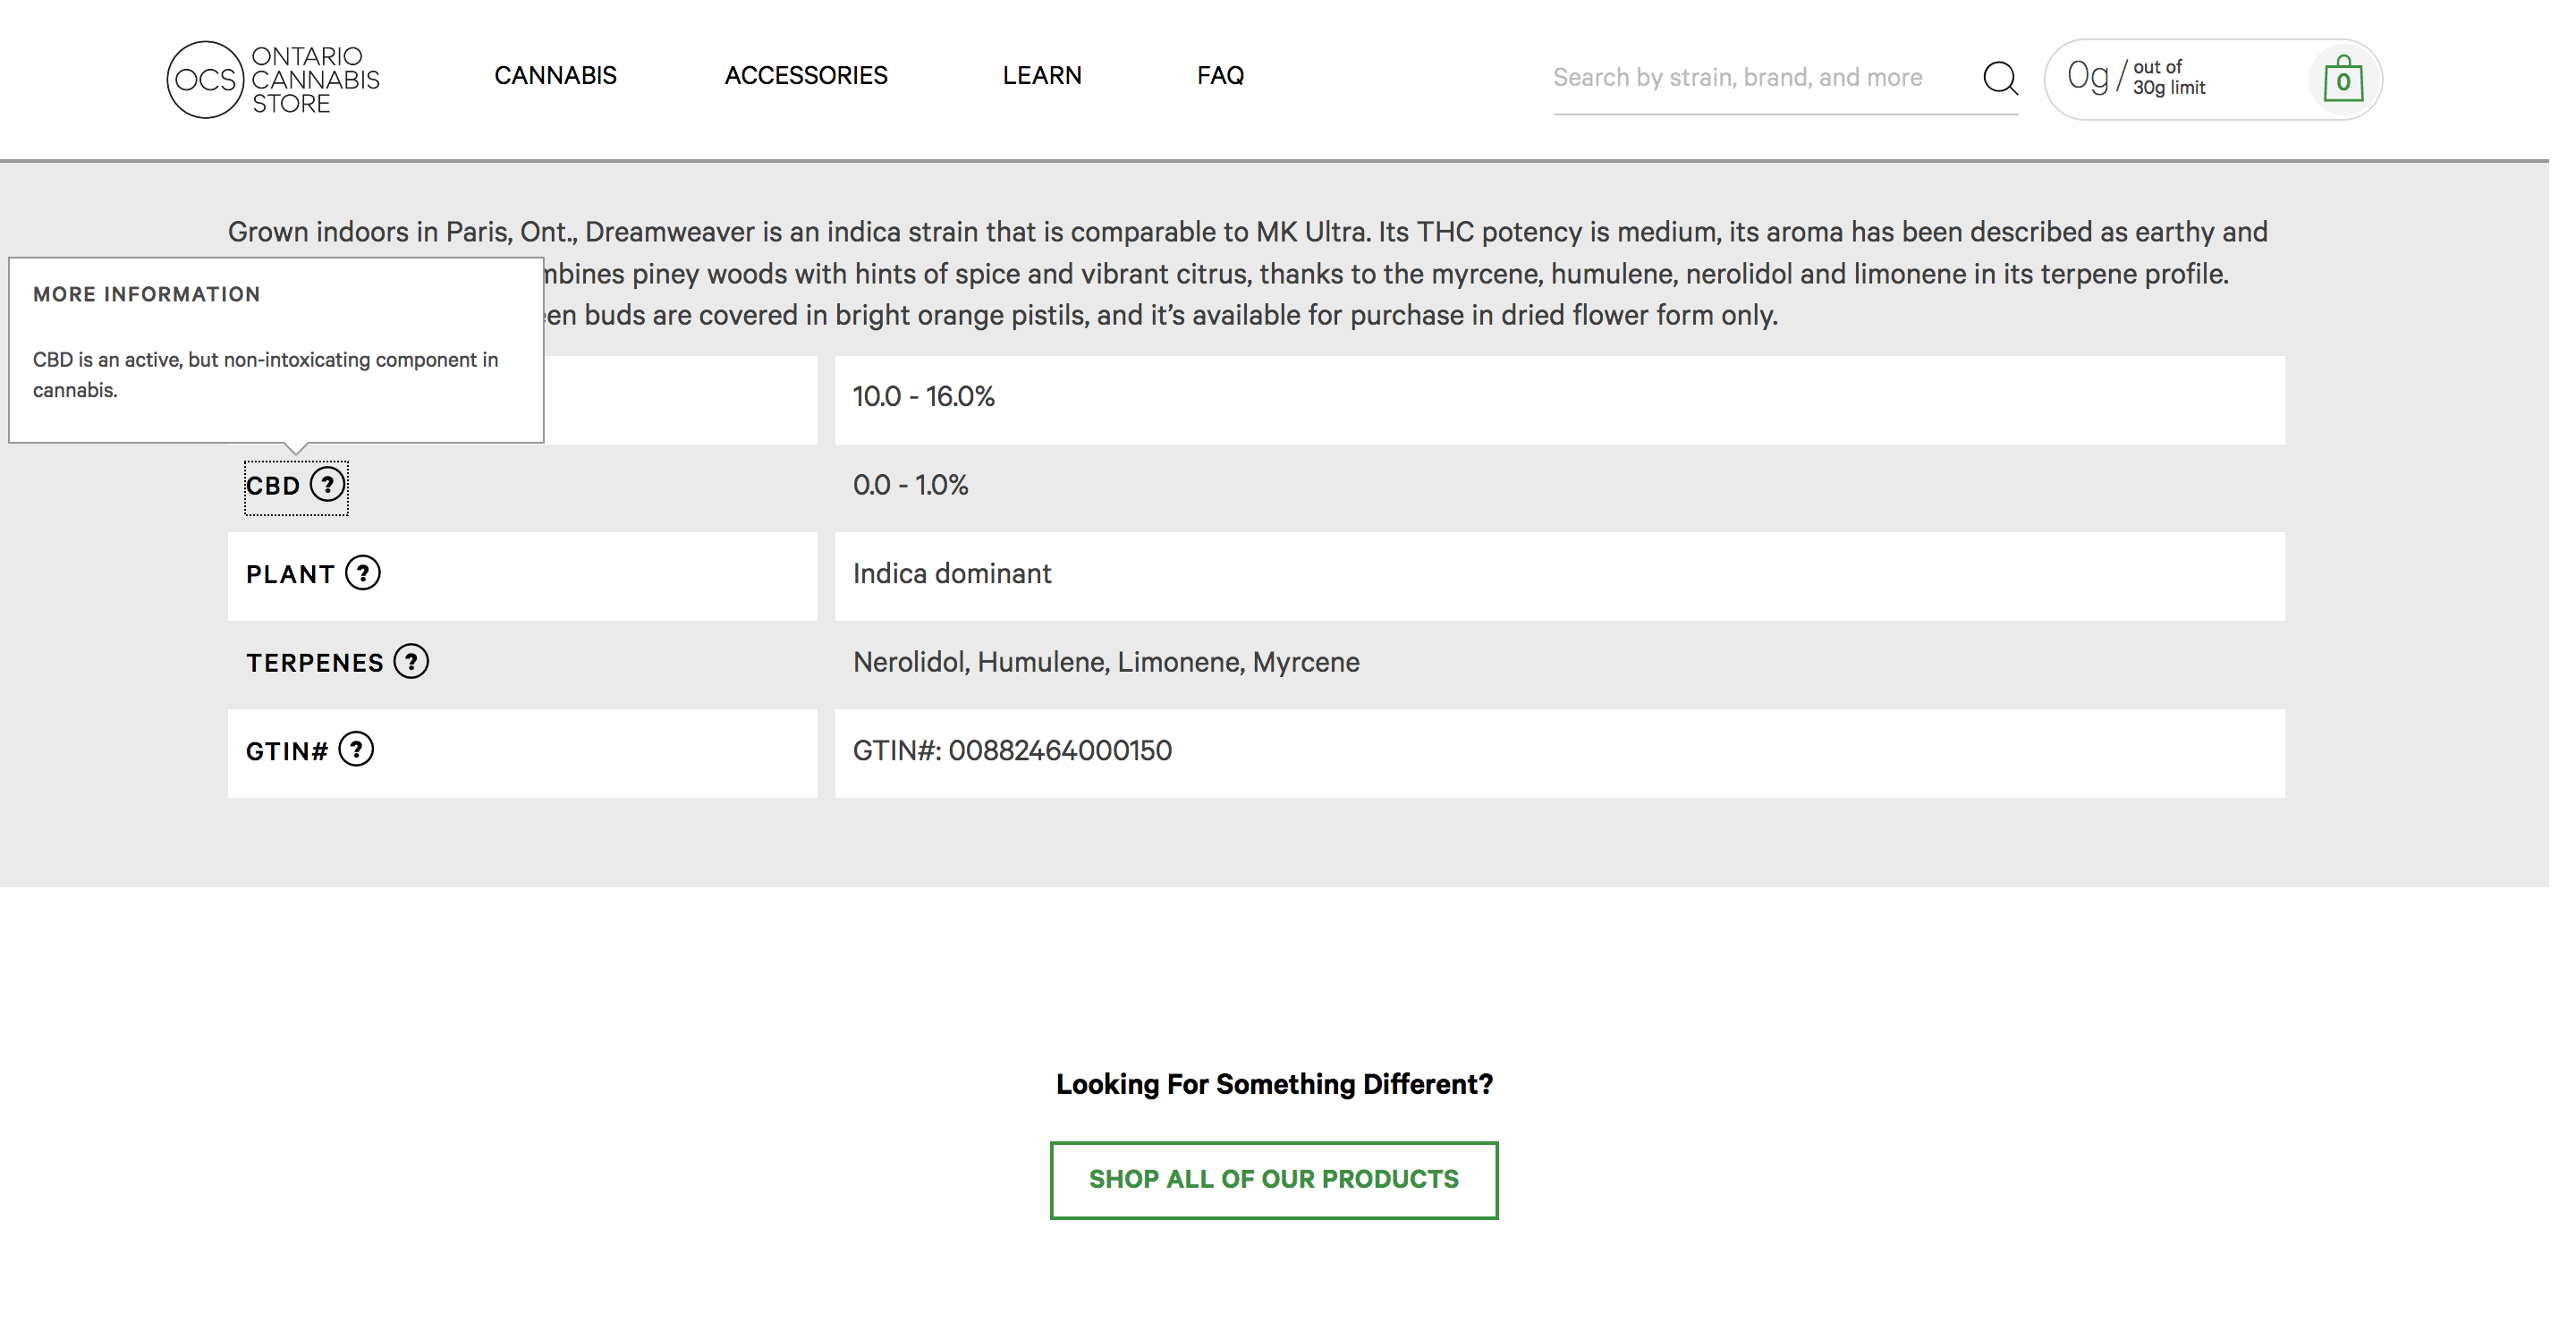 OCS
ONTARIO
CANNABIS
STORE
CANNABIS
ACCESSORIES
LEARN
FAQ
Search by strain, brand, and more
0g/ out of
30g limit
0
Grown indoors in Paris, Ont., Dreamweaver is an indica strain that is comparable to MK Ultra. Its THC potency is medium, its aroma has been described as earthy and
piney woods with hints of spice and vibrant citrus, thanks to the myrcene, humulene, nerolidol and limonene in its terpene profile.
buds are covered in bright orange pistils, and it’s available for purchase in dried flower form only.
MORE INFORMATION
CBD is an active, but non-intoxicating component in
cannabis.
10.0 - 16.0%
CBD ? 0.0 - 1.0%
PLANT ? Indica dominant
TERPENES ? Nerolidol, Humulene, Limonene, Myrcene
GTIN# ? GTIN#: 00882464000150
Looking For Something Different?
SHOP ALL OF OUR PRODUCTS